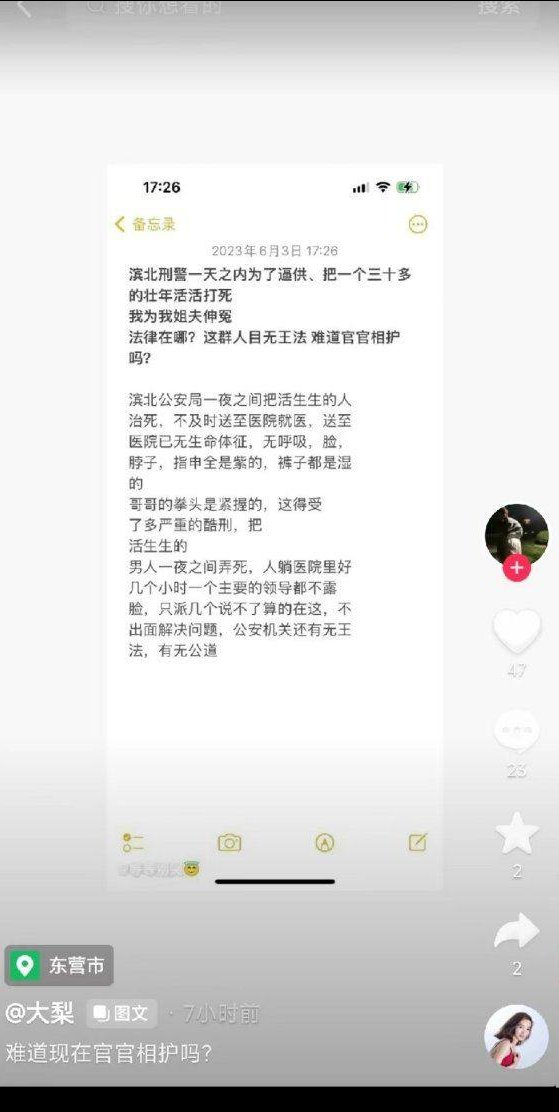 搜你想看的
搜索
17:26
备忘录
2023年6月3日 17:26
滨北刑警一天之内为了逼供、把一个三十多
的壮年活活打死
我为我姐夫伸冤
法律在哪？这群人目无王法 难道官官相护
吗？
滨北公安局一夜之间把活生生的人
治死，不及时送至医院就医，送至
医院已无生命体征，无呼吸，脸，
脖子，指申全是紫的，裤子都是湿
的
哥哥的拳头是紧握的，这得受
了多严重的酷刑，把
活生生的
男人一夜之间弄死，人躺医院里好
几个小时一个主要的领导都不露
脸，只派几个说不了算的在这，不
出面解决问题，公安机关还有无王
法，有无公道
47
23
2
2
东营市
@大梨 图文 · 7小时前
难道现在官官相护吗？